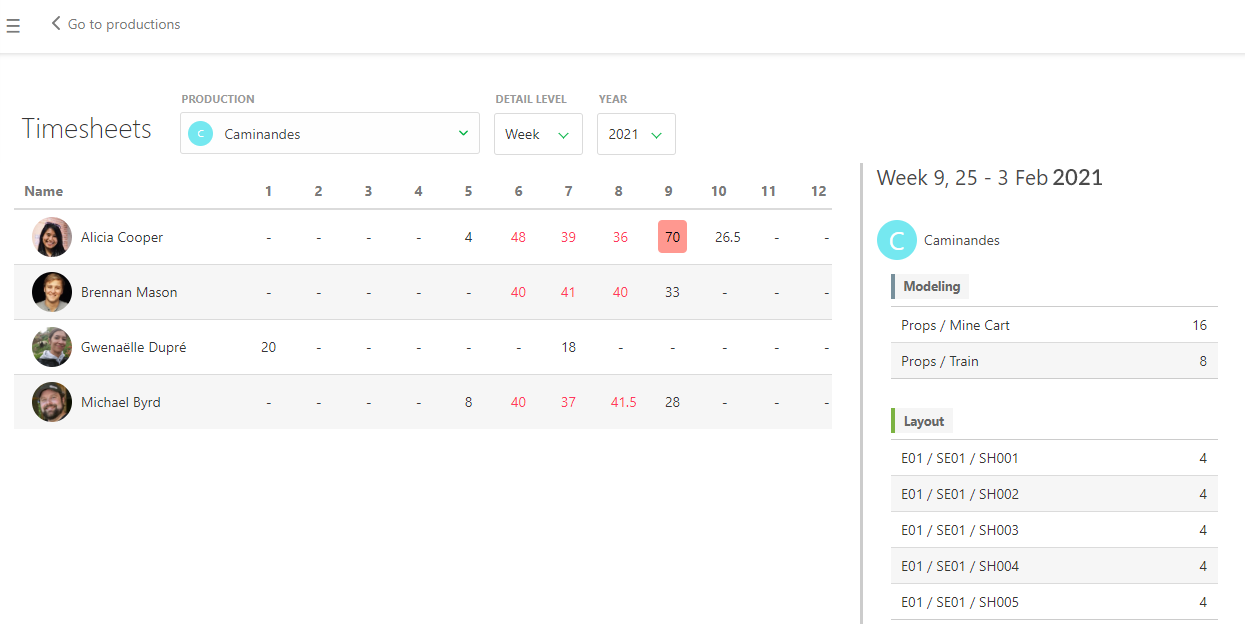 Go to productions
PRODUCTION DETAIL LEVEL YEAR
Timesheets C Caminandes Week 2021
Name 1 2 3 4 5 6 7 8 9 10 11 12
Alicia Cooper - - - - 4 48 39 36 70 26.5 - -
Brennan Mason - - - - - 40 41 40 33 - - -
Gwenaëlle Dupré 20 - - - - - 18 - - - - -
Michael Byrd - - - - 8 40 37 41.5 28 - - -
Week 9, 25 - 3 Feb 2021
C Caminandes
Modeling
Props / Mine Cart 16
Props / Train 8
Layout
E01 / SE01 / SH001 4
E01 / SE01 / SH002 4
E01 / SE01 / SH003 4
E01 / SE01 / SH004 4
E01 / SE01 / SH005 4